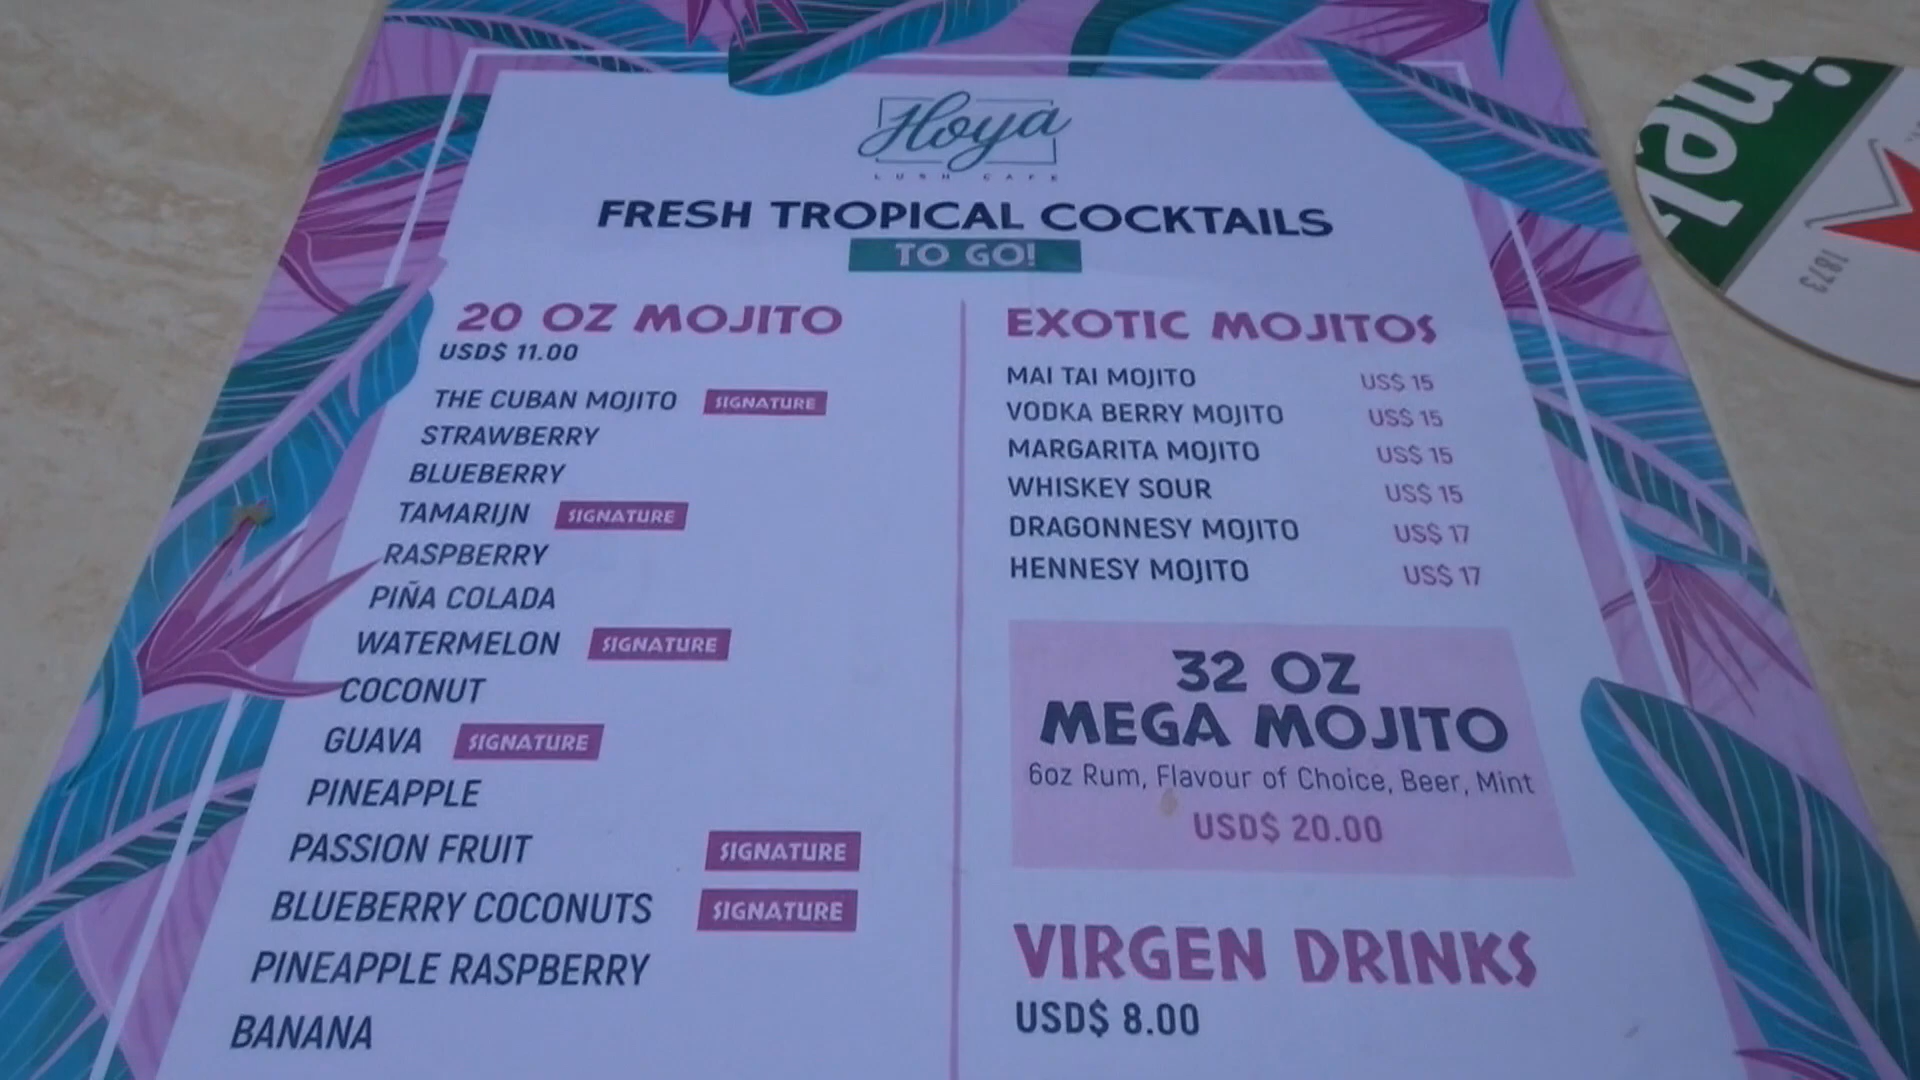 Hoya
LUSH CAFE
FRESH TROPICAL COCKTAILS
TO GO!
20 OZ MOJITO
USD$ 11.00
THE CUBAN MOJITO SIGNATURE
STRAWBERRY
BLUEBERRY
TAMARIJN SIGNATURE
RASPBERRY
PIÑA COLADA
WATERMELON SIGNATURE
COCONUT
GUAVA SIGNATURE
PINEAPPLE
PASSION FRUIT SIGNATURE
BLUEBERRY COCONUTS SIGNATURE
PINEAPPLE RASPBERRY
BANANA
EXOTIC MOJITOS
MAI TAI MOJITO US$ 15
VODKA BERRY MOJITO US$ 15
MARGARITA MOJITO US$ 15
WHISKEY SOUR US$ 15
DRAGONNESY MOJITO US$ 17
HENNESY MOJITO US$ 17
32 OZ
MEGA MOJITO
6oz Rum, Flavour of Choice, Beer, Mint
USD$ 20.00
VIRGEN DRINKS
USD$ 8.00
1873